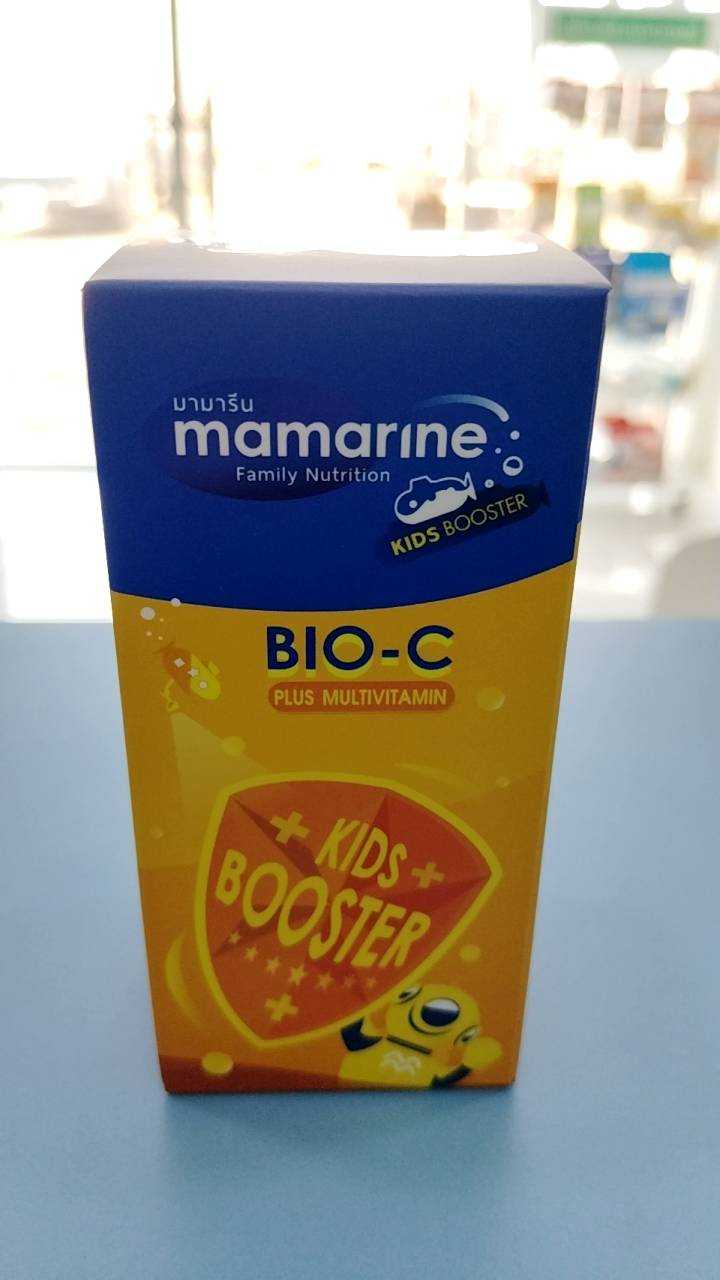 มามารีน
mamarine
Family Nutrition
KIDS BOOSTER
BIO-C
PLUS MULTIVITAMIN
KIDS
BOOSTER